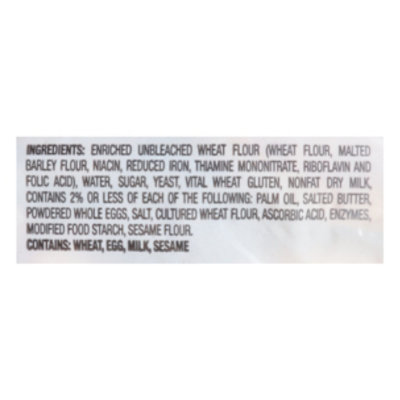 INGREDIENTS: ENRICHED UNBLEACHED WHEAT FLOUR (WHEAT FLOUR, MALTED
BARLEY FLOUR, NIACIN, REDUCED IRON, THIAMINE MONONITRATE, RIBOFLAVIN AND
FOLIC ACID), WATER, SUGAR, YEAST, VITAL WHEAT GLUTEN, NONFAT DRY MILK,
CONTAINS 2% OR LESS OF EACH OF THE FOLLOWING: PALM OIL, SALTED BUTTER,
POWDERED WHOLE EGGS, SALT, CULTURED WHEAT FLOUR, ASCORBIC ACID, ENZYMES,
MODIFIED FOOD STARCH, SESAME FLOUR.
CONTAINS: WHEAT, EGG, MILK, SESAME